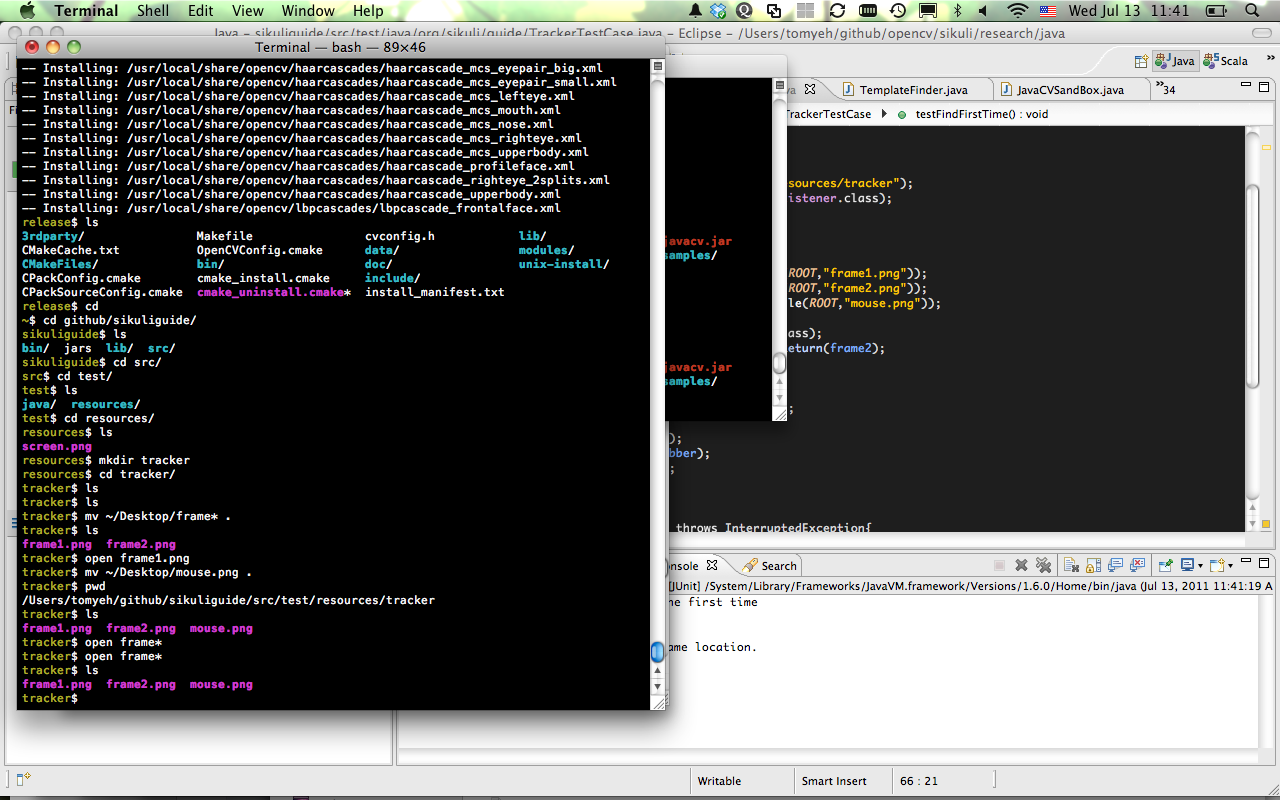 Terminal Shell Edit View Window Help Wed Jul 13 11:41
Java – sikuliguide/src/test/java/org/sikuli/guide/TrackerTestCase.java – Eclipse – /Users/tomyeh/github/opencv/sikuli/research/java
Terminal — bash — 89×46
-- Installing: /usr/local/share/opencv/haarcascades/haarcascade_mcs_eyepair_big.xml
-- Installing: /usr/local/share/opencv/haarcascades/haarcascade_mcs_eyepair_small.xml
-- Installing: /usr/local/share/opencv/haarcascades/haarcascade_mcs_lefteye.xml
-- Installing: /usr/local/share/opencv/haarcascades/haarcascade_mcs_mouth.xml
-- Installing: /usr/local/share/opencv/haarcascades/haarcascade_mcs_nose.xml
-- Installing: /usr/local/share/opencv/haarcascades/haarcascade_mcs_righteye.xml
-- Installing: /usr/local/share/opencv/haarcascades/haarcascade_mcs_upperbody.xml
-- Installing: /usr/local/share/opencv/haarcascades/haarcascade_profileface.xml
-- Installing: /usr/local/share/opencv/haarcascades/haarcascade_righteye_2splits.xml
-- Installing: /usr/local/share/opencv/haarcascades/haarcascade_upperbody.xml
-- Installing: /usr/local/share/opencv/lbpcascades/lbpcascade_frontalface.xml
release$ ls
3rdparty/ Makefile cvconfig.h lib/
CMakeCache.txt OpenCVConfig.cmake data/ modules/
CMakeFiles/ bin/ doc/ unix-install/
CPackConfig.cmake cmake_install.cmake include/
CPackSourceConfig.cmake cmake_uninstall.cmake* install_manifest.txt
release$ cd
~$ cd github/sikuliguide/
sikuliguide$ ls
bin/ jars lib/ src/
sikuliguide$ cd src/
src$ cd test/
test$ ls
java/ resources/
test$ cd resources/
resources$ ls
screen.png
resources$ mkdir tracker
resources$ cd tracker/
tracker$ ls
tracker$ ls
tracker$ mv ~/Desktop/frame* .
tracker$ ls
frame1.png frame2.png
tracker$ open frame1.png
tracker$ mv ~/Desktop/mouse.png .
tracker$ pwd
/Users/tomyeh/github/sikuliguide/src/test/resources/tracker
tracker$ ls
frame1.png frame2.png mouse.png
tracker$ open frame*
tracker$ open frame*
tracker$ ls
frame1.png frame2.png mouse.png
tracker$
javacv.jar
samples/
javacv.jar
samples/
Java Scala »
TemplateFinder.java JavaCVSandBox.java »34
TrackerTestCase testFindFirstTime() : void
sources/tracker");
istener.class);
ROOT,"frame1.png"));
ROOT,"frame2.png"));
le(ROOT,"mouse.png"));
ass);
eturn(frame2);
;
);
bber);
;
throws InterruptedException{
nsole Search
[JUnit] /System/Library/Frameworks/JavaVM.framework/Versions/1.6.0/Home/bin/java (Jul 13, 2011 11:41:19 A
ne first time
ame location.
Writable Smart Insert 66 : 21